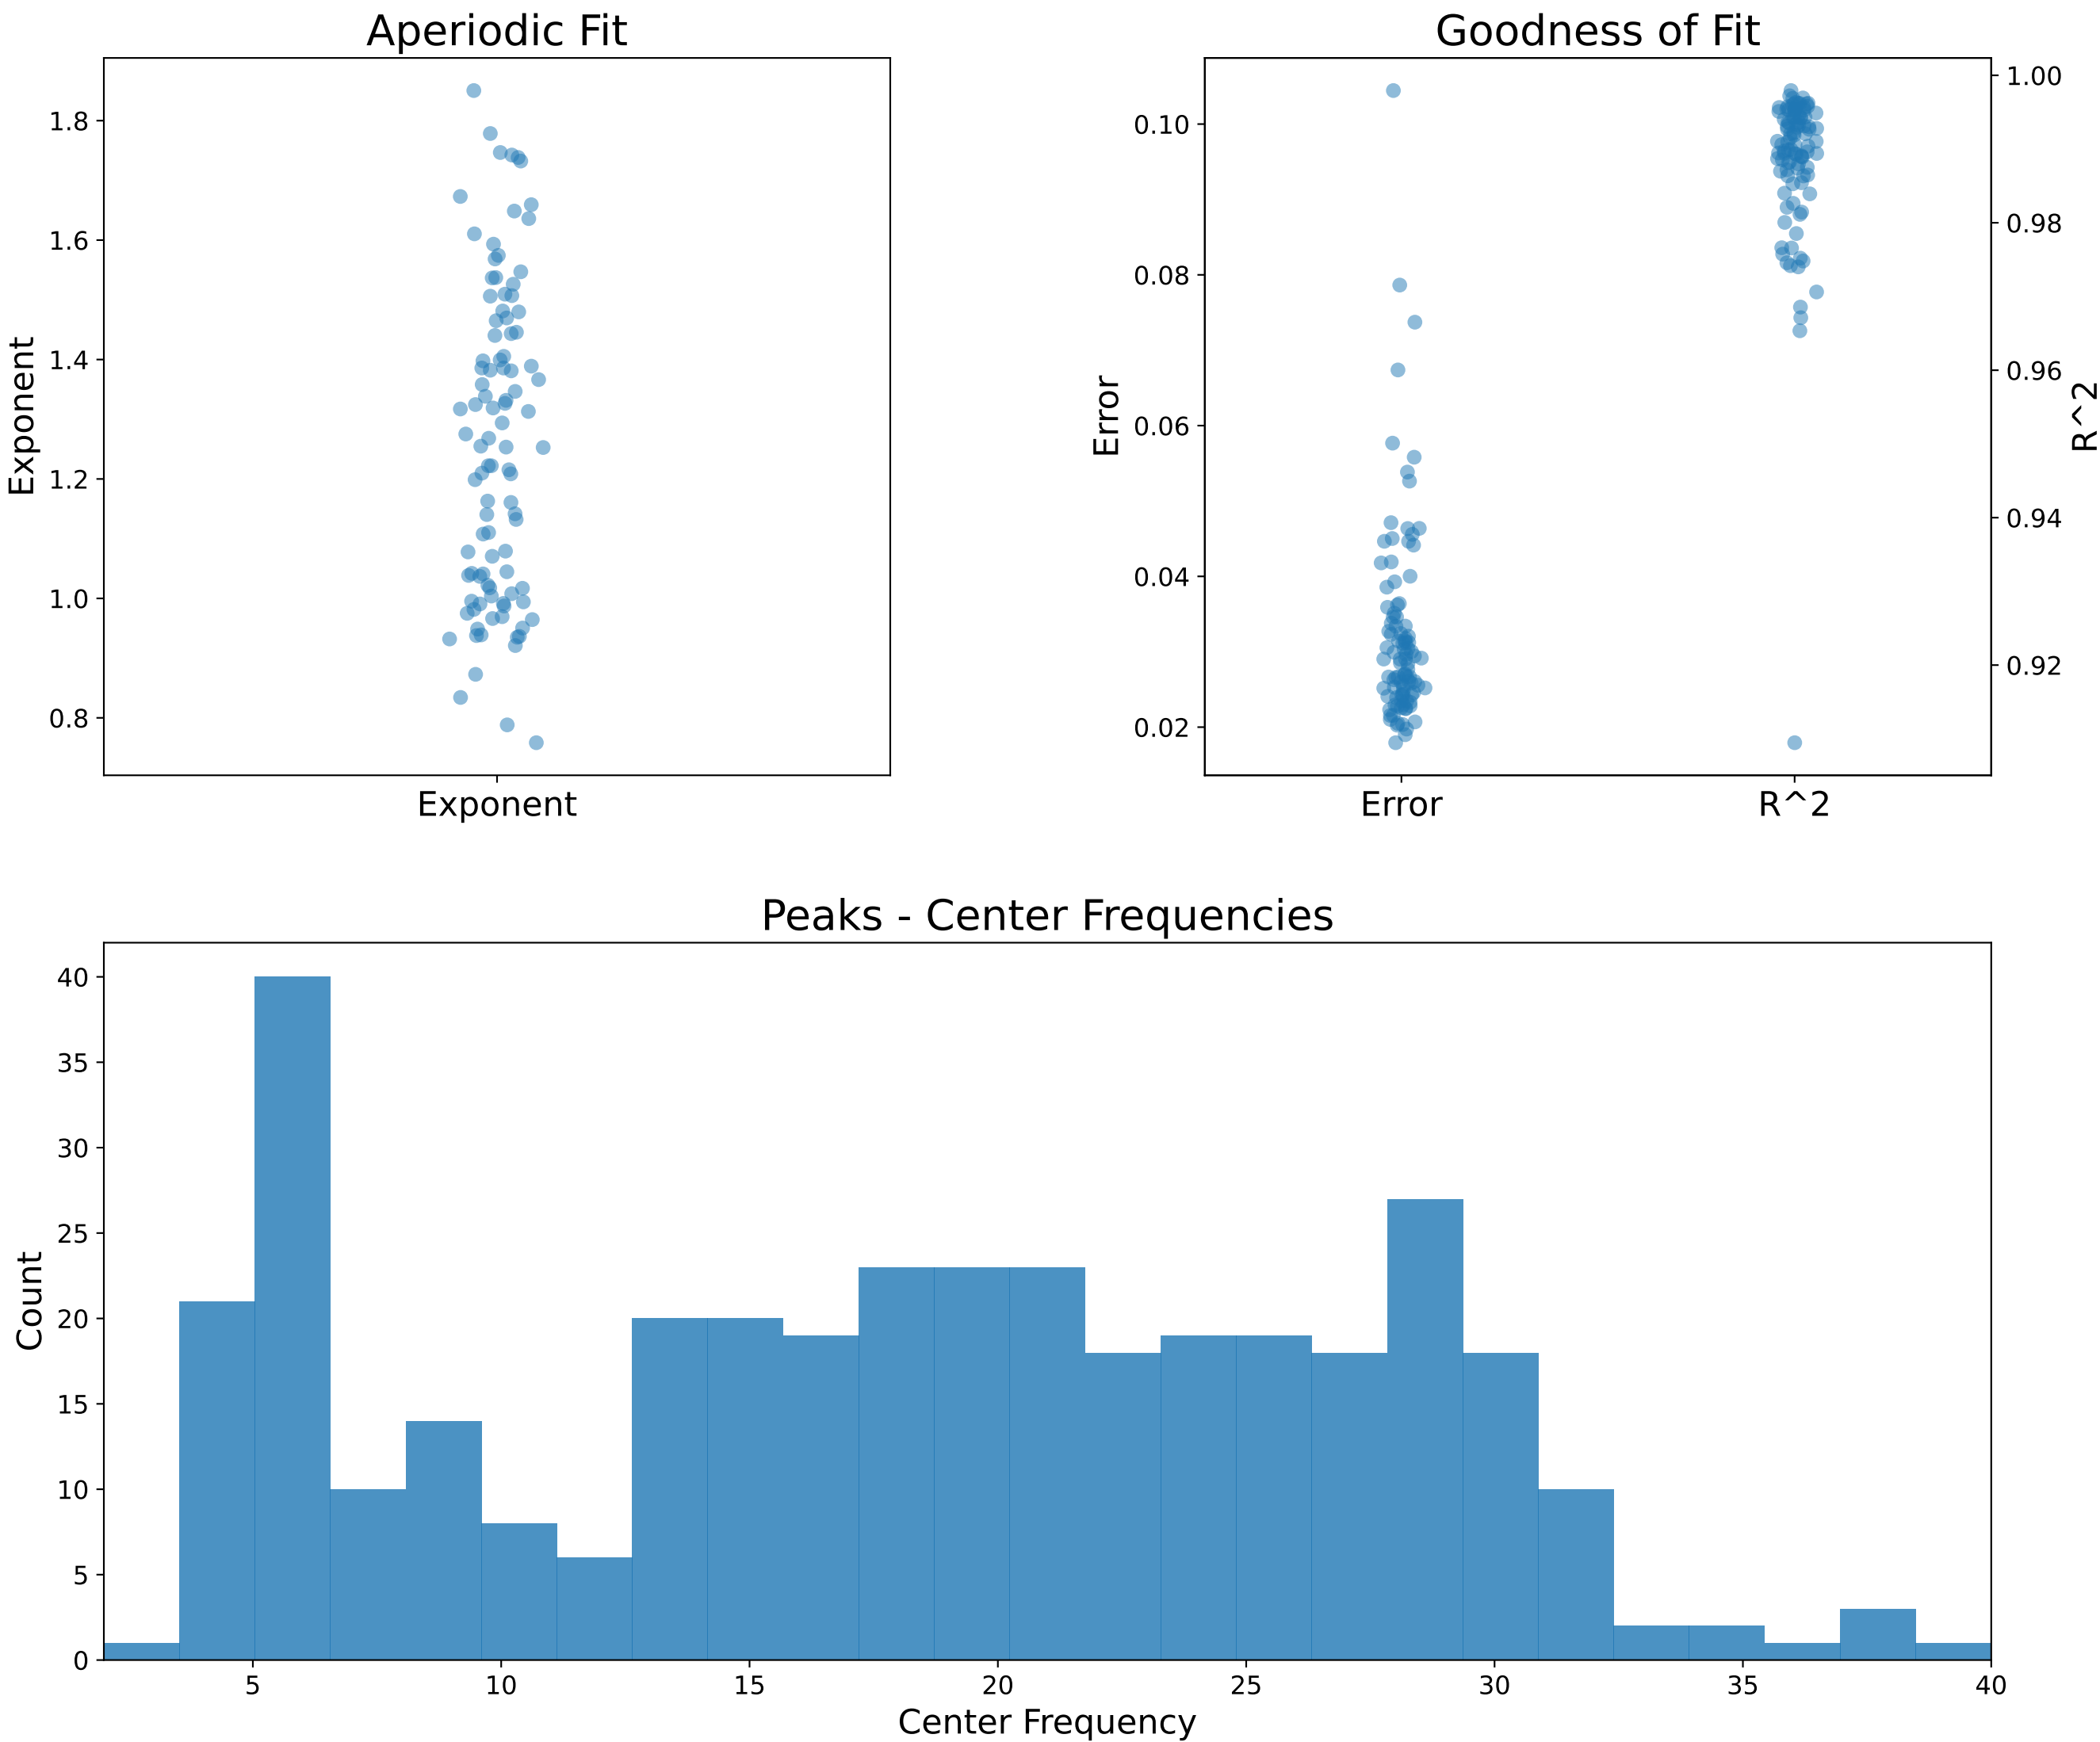 Aperiodic Fit
Exponent
1.8
1.6
1.4
1.2
1.0
0.8
Exponent
Goodness of Fit
Error
0.10
0.08
0.06
0.04
0.02
Error
R^2
1.00
0.98
0.96
0.94
0.92
R^2
Peaks - Center Frequencies
Count
40
35
30
25
20
15
10
5
0
5 10 15 20 25 30 35 40
Center Frequency